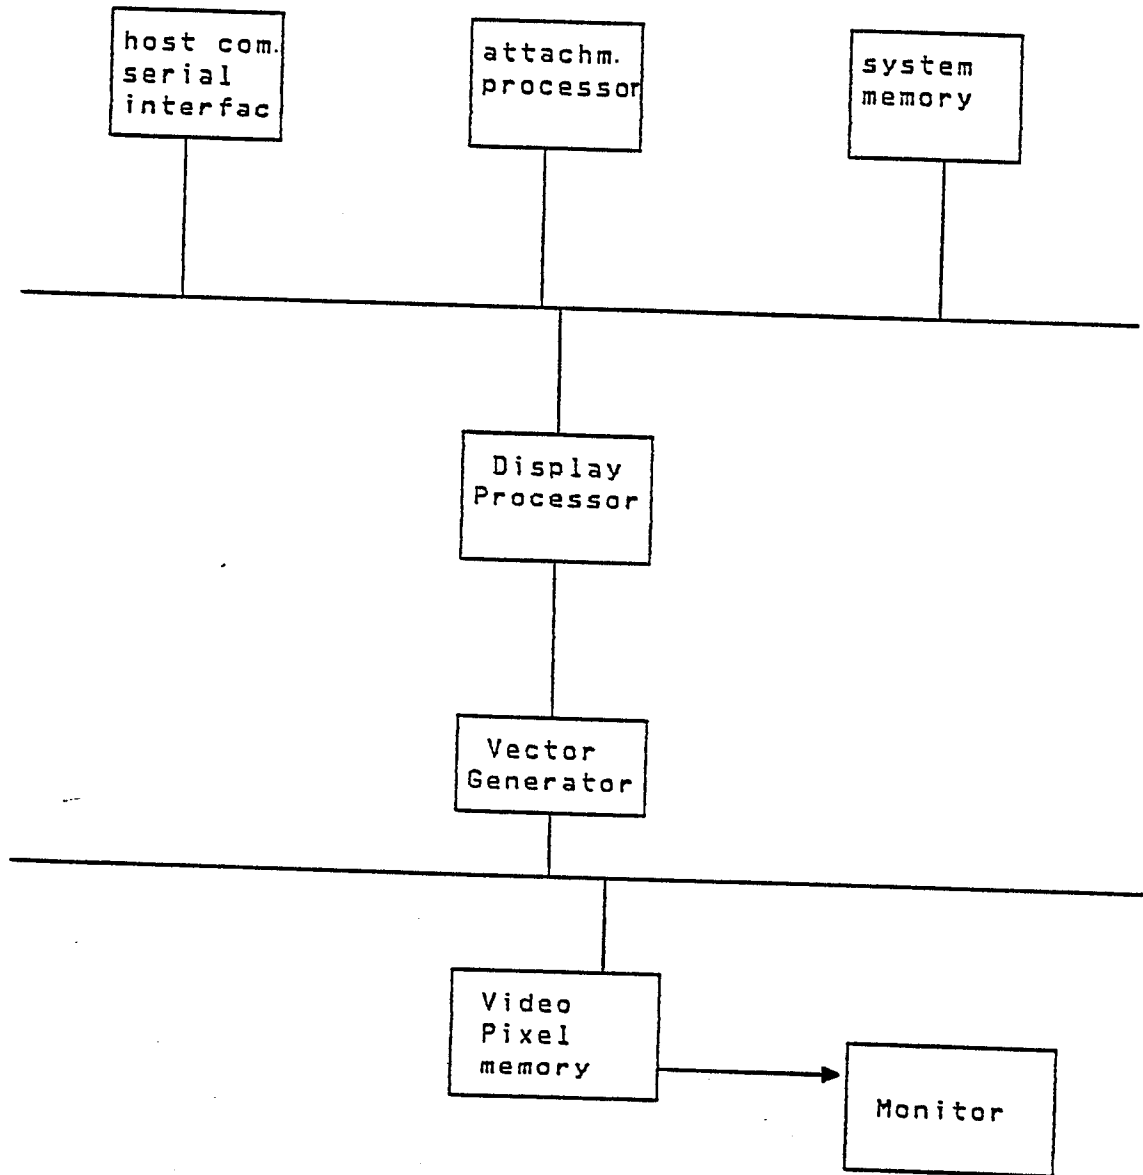 host com.
serial
interfac
attachm.
processor
system
memory
Display
Processor
Vector
Generator
Video
Pixel
memory
Monitor